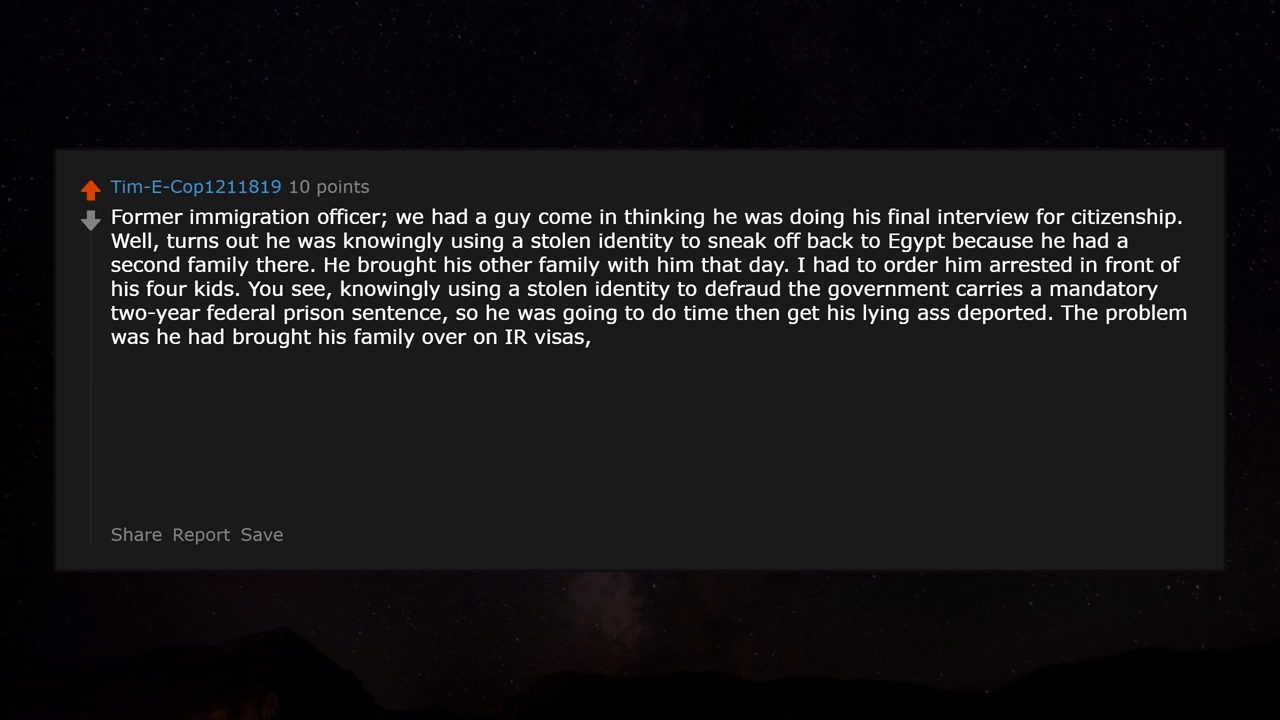 Tim-E-Cop1211819 10 points
Former immigration officer; we had a guy come in thinking he was doing his final interview for citizenship.
Well, turns out he was knowingly using a stolen identity to sneak off back to Egypt because he had a
second family there. He brought his other family with him that day. I had to order him arrested in front of
his four kids. You see, knowingly using a stolen identity to defraud the government carries a mandatory
two-year federal prison sentence, so he was going to do time then get his lying ass deported. The problem
was he had brought his family over on IR visas,
Share Report Save